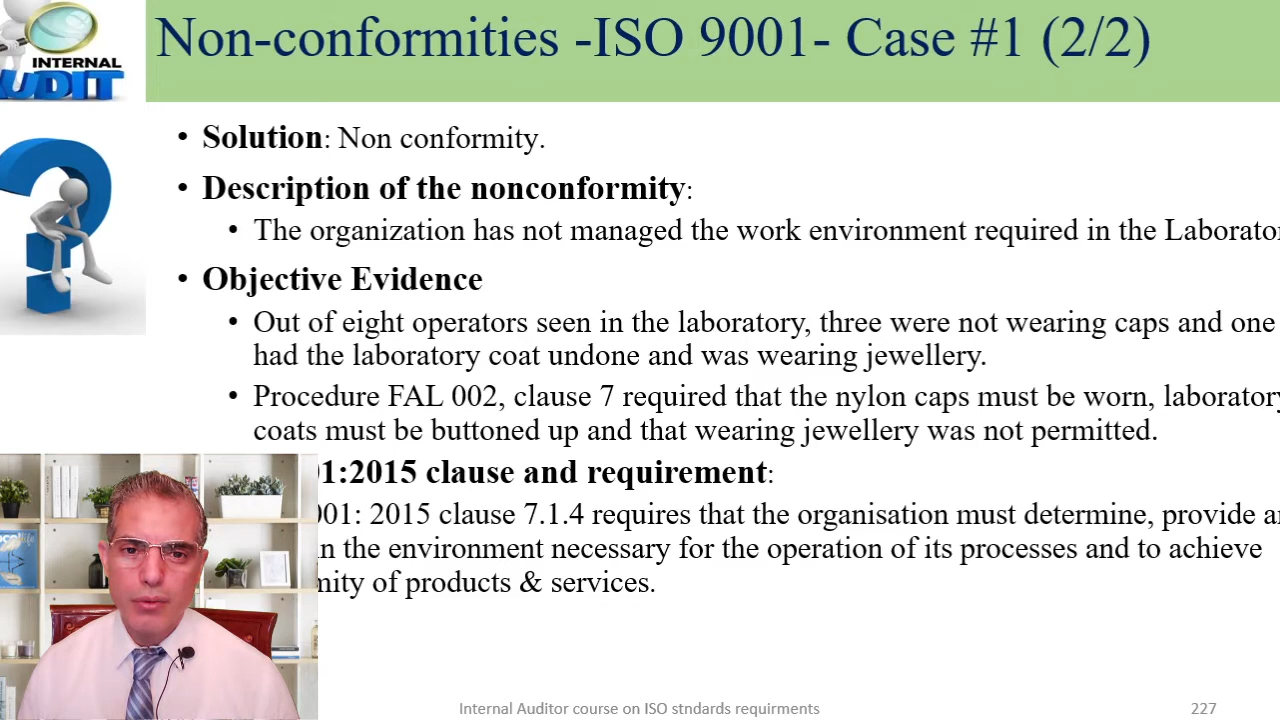 Non-conformities -ISO 9001- Case #1 (2/2)
INTERNAL
AUDIT
• Solution: Non conformity.
• Description of the nonconformity:
• The organization has not managed the work environment required in the
• Objective Evidence
• Out of eight operators seen in the laboratory, three were not wearing caps and one
had the laboratory coat undone and was wearing jewellery.
• Procedure FAL 002, clause 7 required that the nylon caps must be worn, laboratory
coats must be buttoned up and that wearing jewellery was not permitted.
01:2015 clause and requirement:
001: 2015 clause 7.1.4 requires that the organisation must determine, provide
in the environment necessary for the operation of its processes and to achieve
mity of products & services.
Internal Auditor course on ISO stndards requirments
227